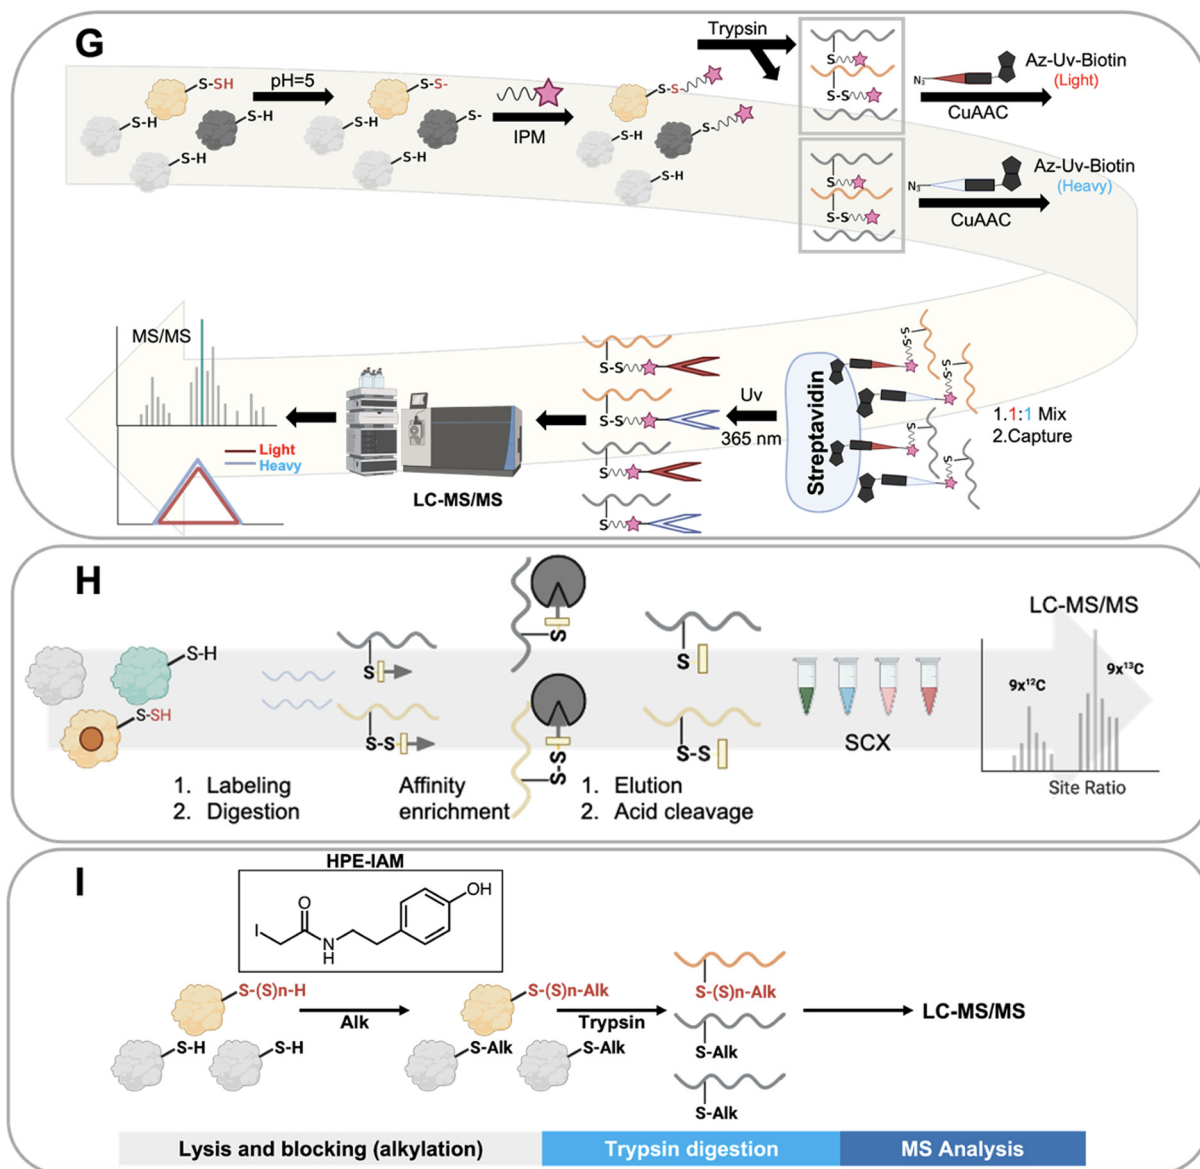 G
Trypsin
S-SH
pH=5
S-S-
IPM
S-S-
S-H
S-H
S-H
S-H
S-
S-H
S-H
S-
S-H
S
S-S
N₃
Az-Uv-Biotin
(Light)
CuAAC
S
S-S
N₃
Az-Uv-Biotin
(Heavy)
CuAAC
MS/MS
Light
Heavy
LC-MS/MS
S-S
S-S
S
S
Uv
365 nm
Streptavidin
S-S
S-S
S
S
1.1:1 Mix
2.Capture
H
S-H
S-SH
1. Labeling
2. Digestion
S
S-S
Affinity
enrichment
S
S-S
1. Elution
2. Acid cleavage
S
S-S
SCX
LC-MS/MS
9x¹²C
9x¹³C
Site Ratio
I
HPE-IAM
I
O
N
H
OH
S-(S)n-H
S-H
S-H
Alk
S-(S)n-Alk
S-Alk
S-Alk
Trypsin
S-(S)n-Alk
S-Alk
S-Alk
LC-MS/MS
Lysis and blocking (alkylation)
Trypsin digestion
MS Analysis